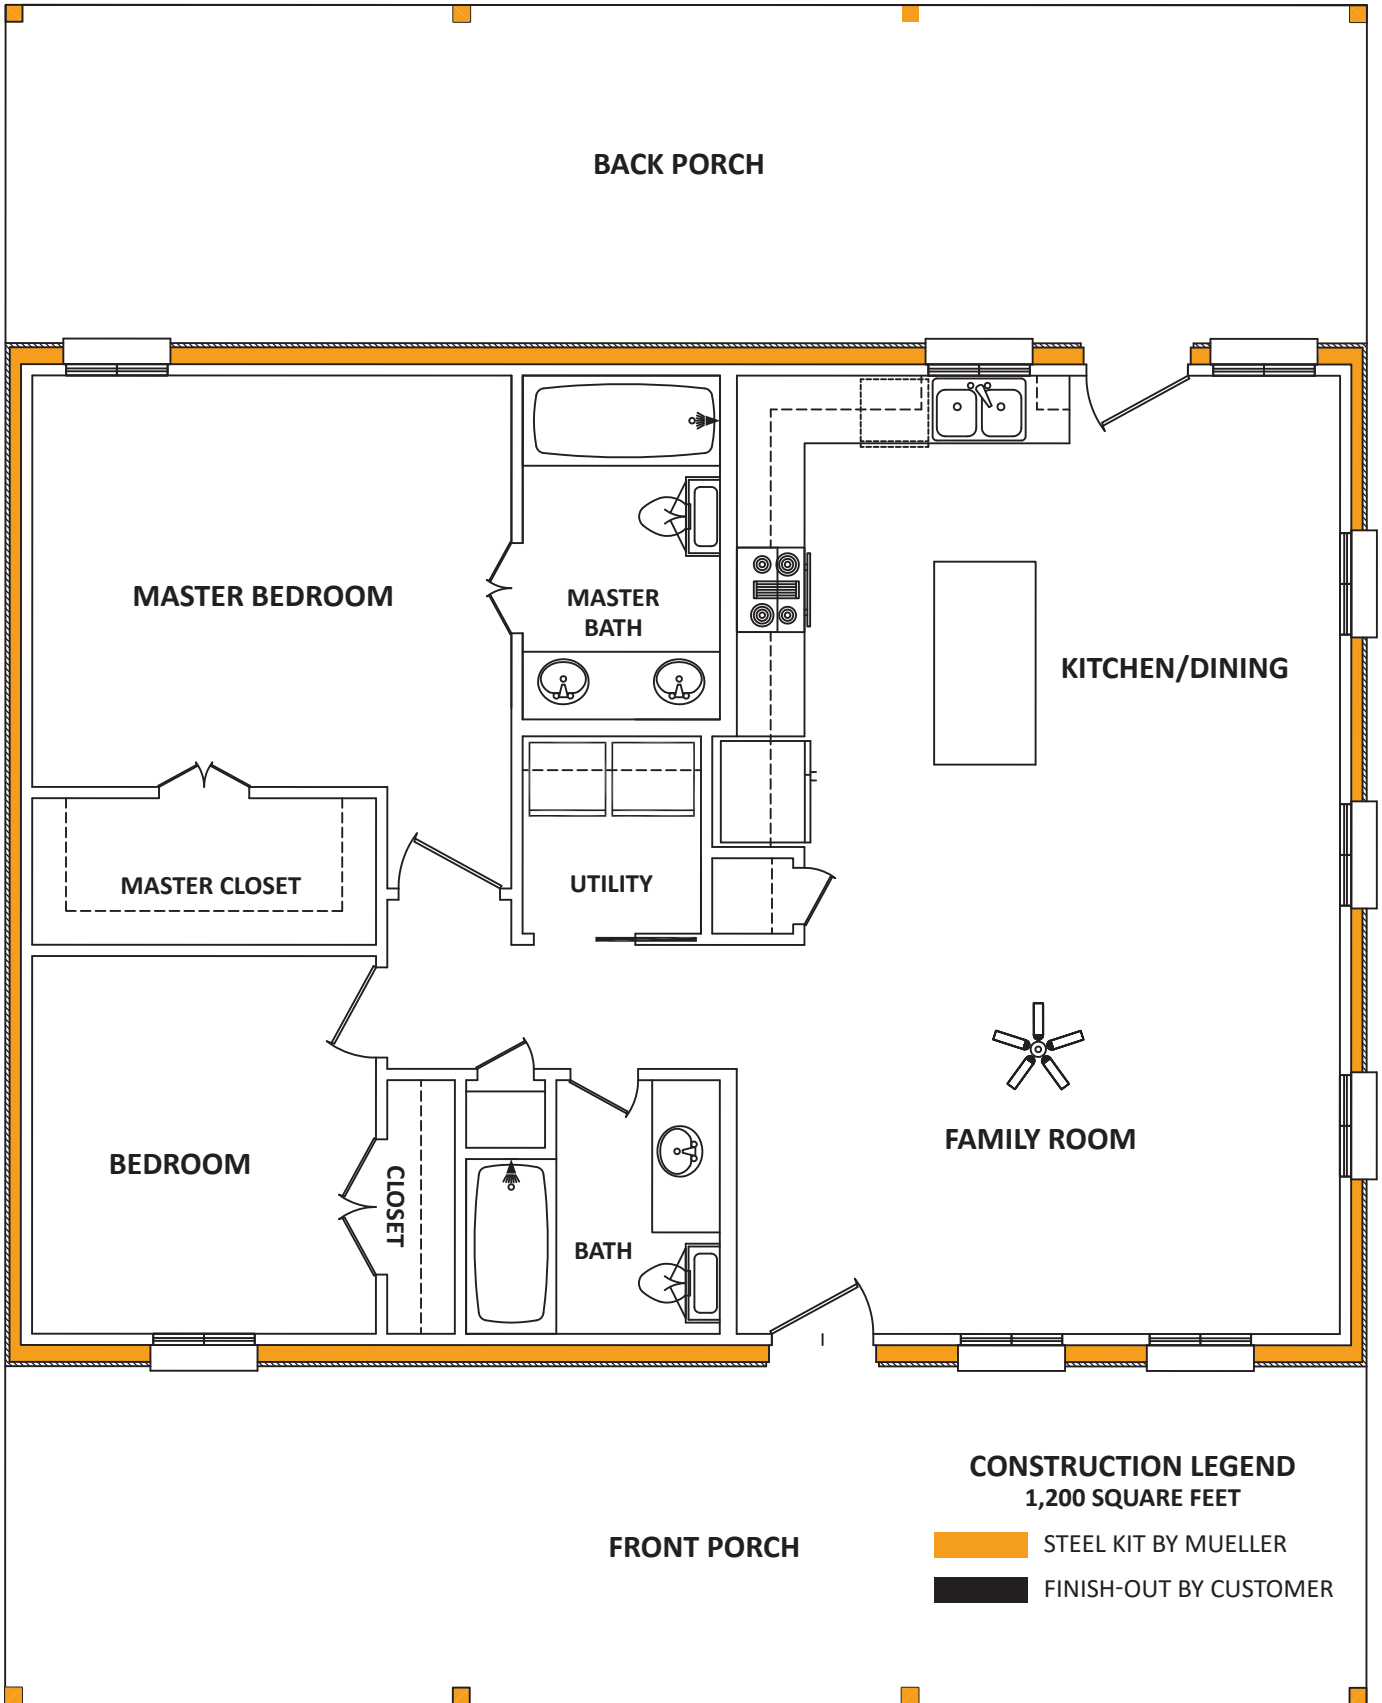 BACK PORCH
MASTER BEDROOM
MASTER
BATH
KITCHEN/DINING
MASTER CLOSET
UTILITY
FAMILY ROOM
BEDROOM
CLOSET
BATH
CONSTRUCTION LEGEND
1,200 SQUARE FEET
FRONT PORCH
STEEL KIT BY MUELLER
FINISH-OUT BY CUSTOMER